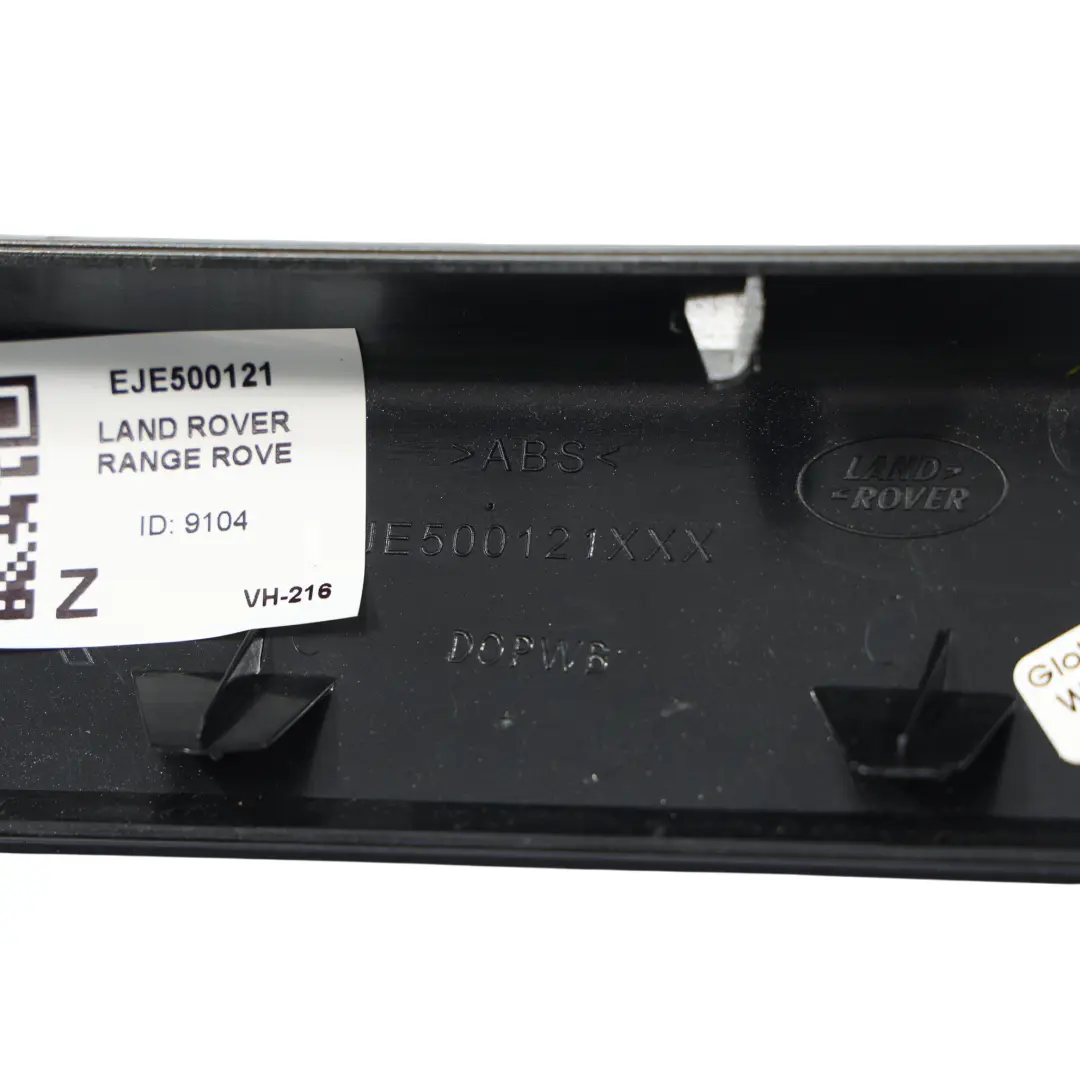 EJE500121
LAND ROVER
RANGE ROVE
ID: 9104
Z
VH-216
>ABS<
JE500121XXX
DOPWB
LAND>
<ROVER